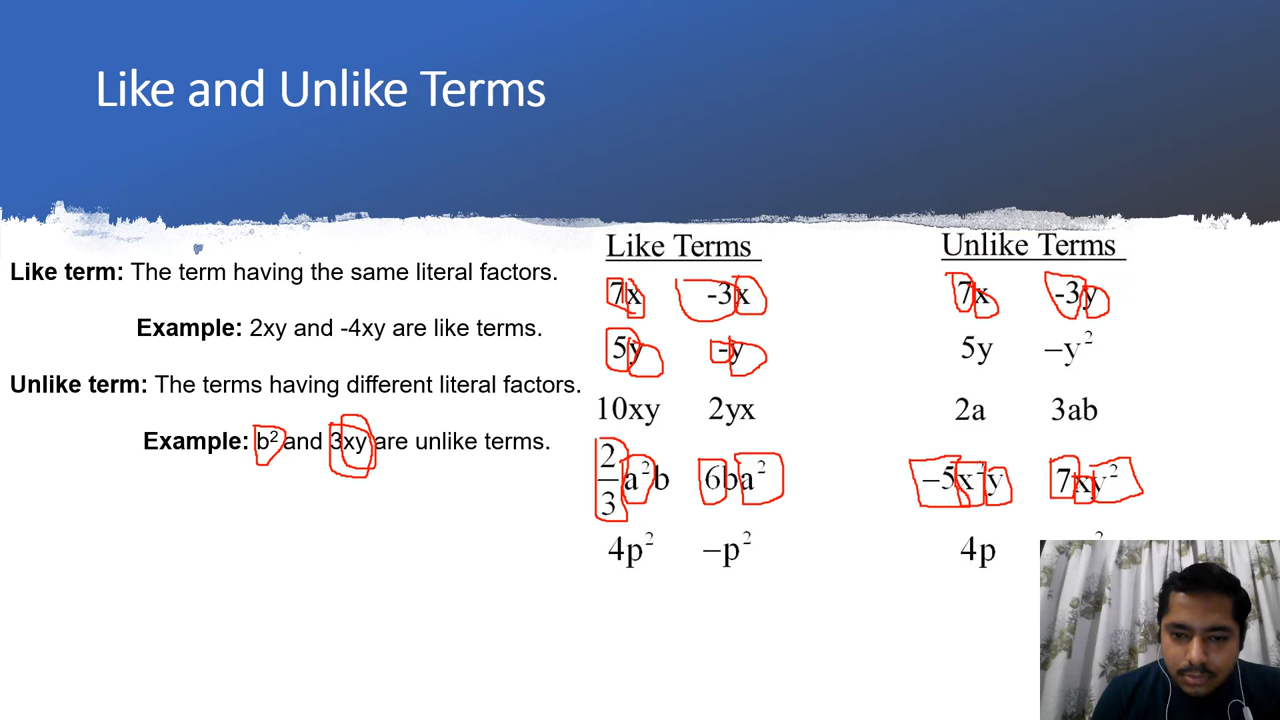 Like and Unlike Terms
Like term: The term having the same literal factors.
Example: 2xy and -4xy are like terms.
Unlike term: The terms having different literal factors.
Example: b² and 3xy are unlike terms.
Like Terms
7x -3x
5y -y
10xy 2yx
2/3 a²b 6ba²
4p² –p²
Unlike Terms
7x -3y
5y –y²
2a 3ab
–5x²y 7xy²
4p